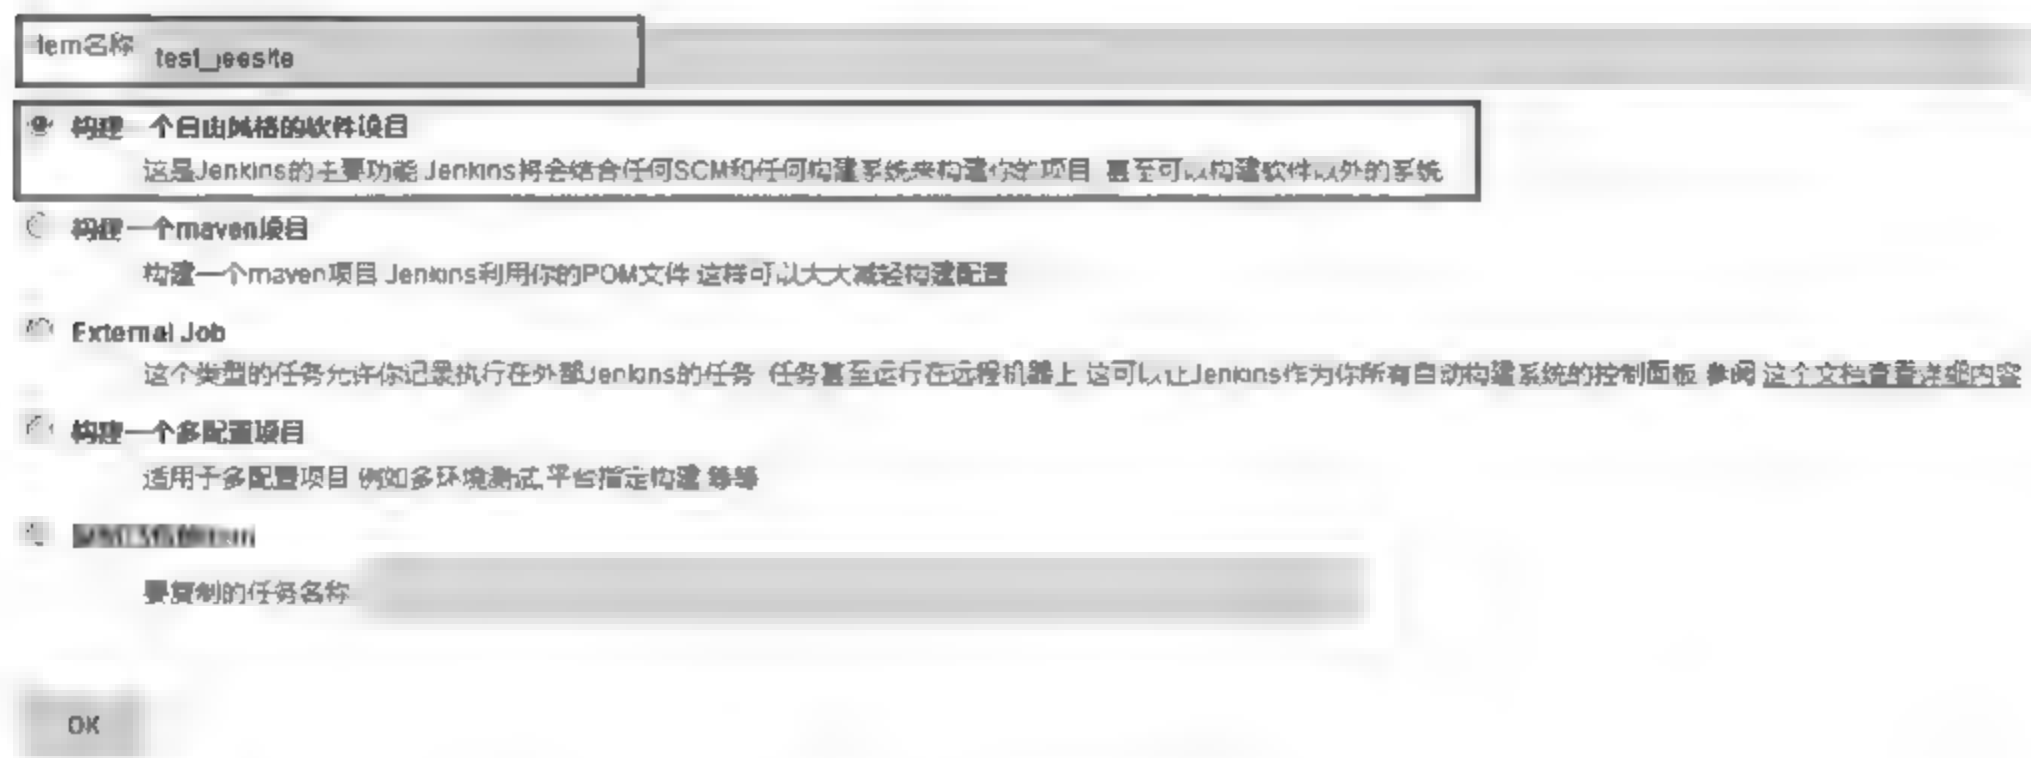 Item名称 test_jeesite
构建一个自由风格的软件项目
这是Jenkins的主要功能 Jenkins将会结合任何SCM和任何构建系统来构建你的项目 甚至可以构建软件以外的系统
构建一个maven项目
构建一个maven项目 Jenkins利用你的POM文件 这样可以大大减轻构建配置
External Job
这个类型的任务允许你记录执行在外部Jenkins的任务 任务甚至运行在远程机器上 这可以让Jenkins作为你所有自动构建系统的控制面板 参阅 这个文档查看详细内容
构建一个多配置项目
适用于多配置项目 例如多环境测试 平台指定构建 等等
要复制的任务名称
OK